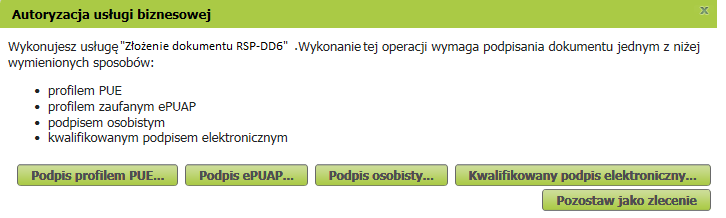 Autoryzacja usługi biznesowej
Wykonujesz usługę "Złożenie dokumentu RSP-DD6" .Wykonanie tej operacji wymaga podpisania dokumentu jednym z niżej
wymienionych sposobów:
• profilem PUE
• profilem zaufanym ePUAP
• podpisem osobistym
• kwalifikowanym podpisem elektronicznym
Podpis profilem PUE... Podpis ePUAP... Podpis osobisty... Kwalifikowany podpis elektroniczny...
Pozostaw jako zlecenie